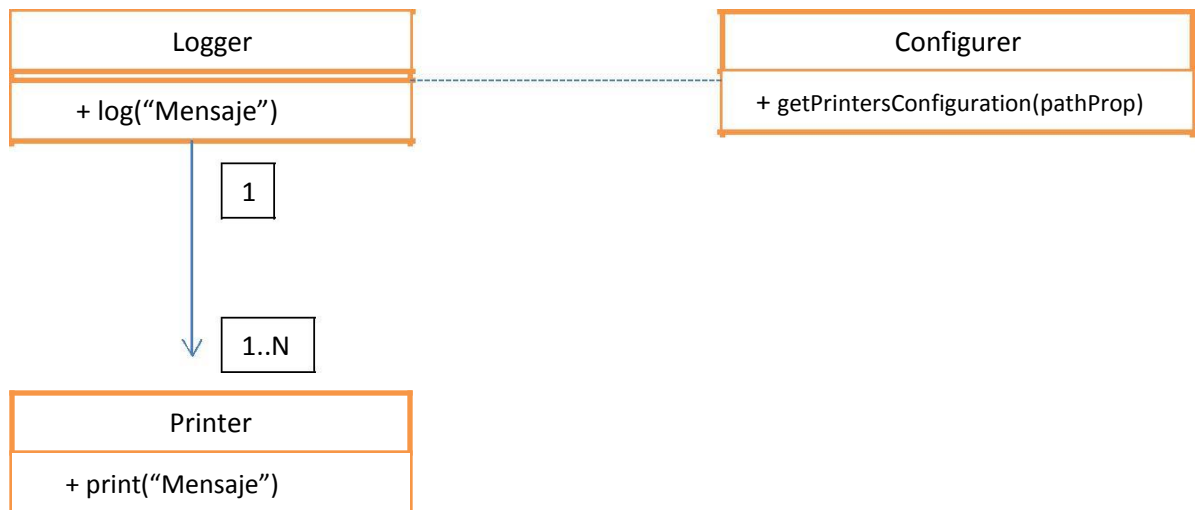 Logger
+ log(“Mensaje”)
Configurer
+ getPrintersConfiguration(pathProp)
1
1..N
Printer
+ print(“Mensaje”)